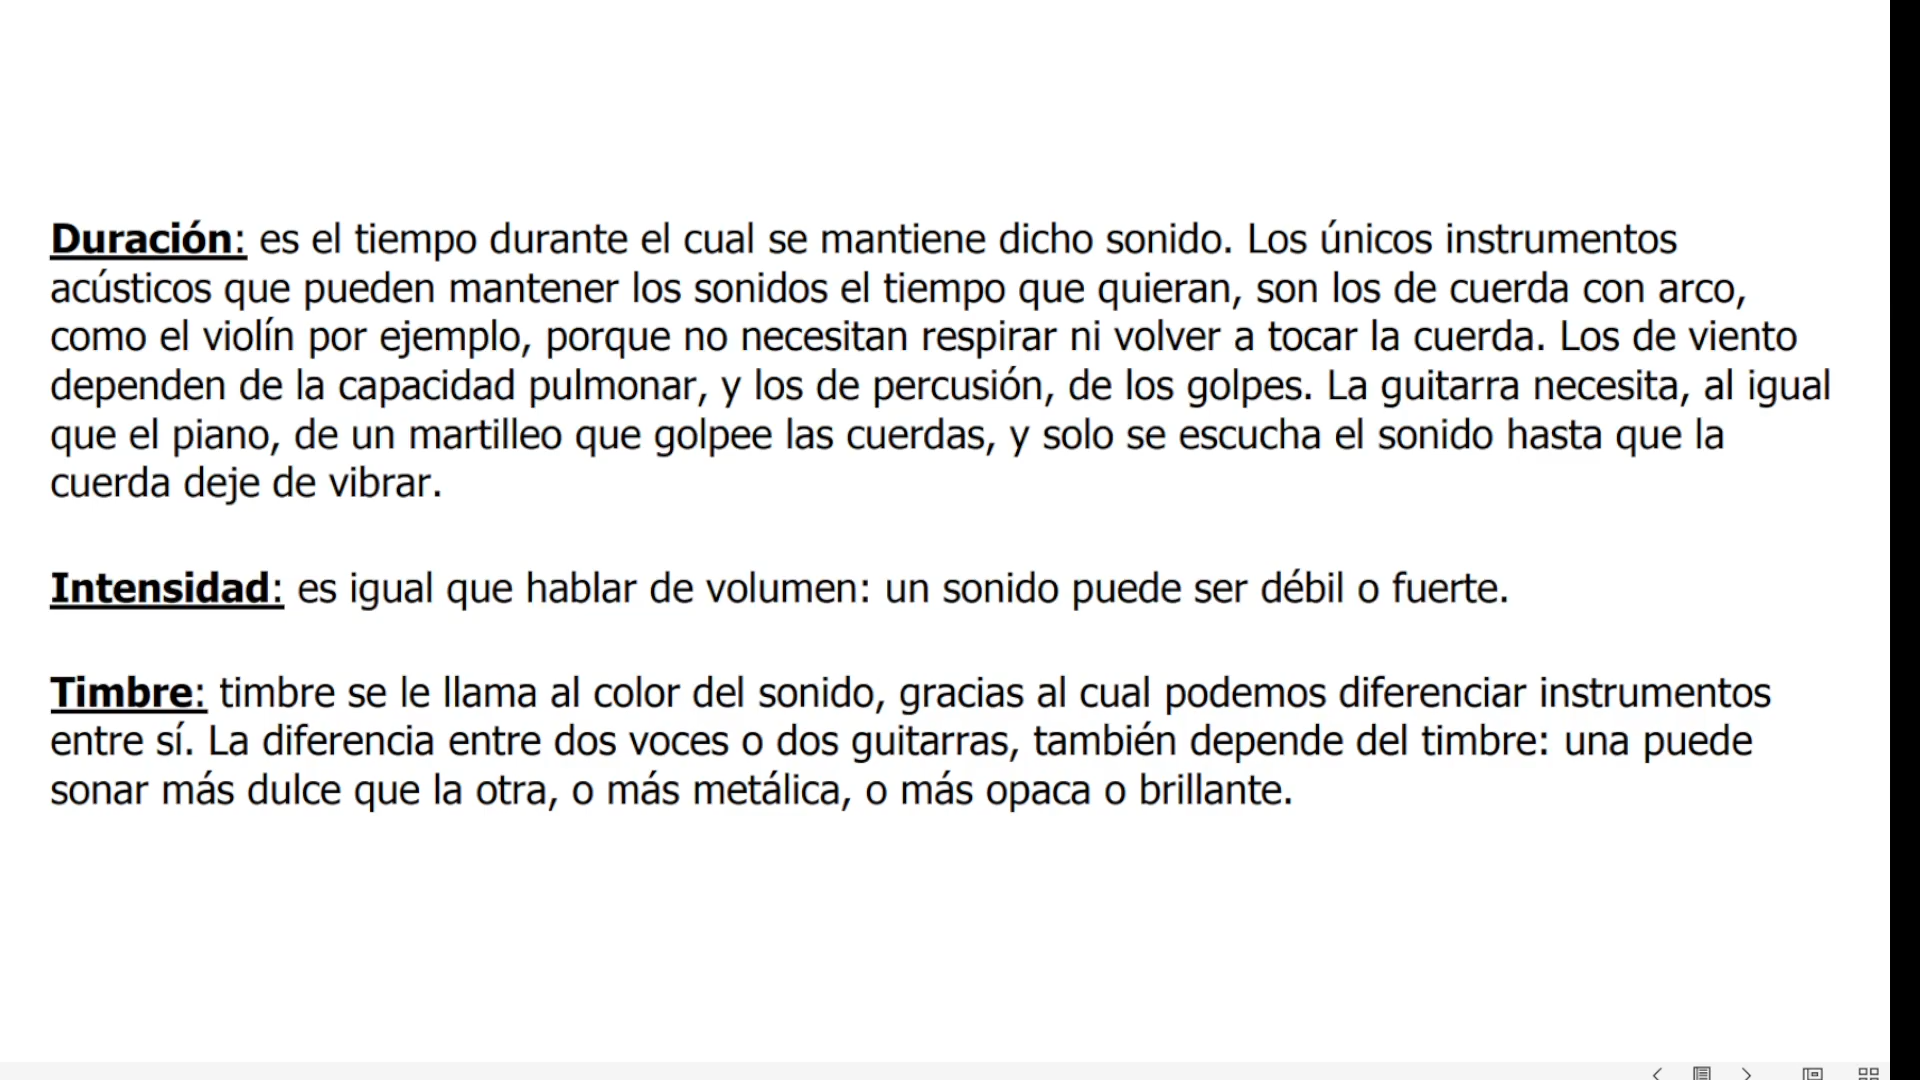 Duración: es el tiempo durante el cual se mantiene dicho sonido. Los únicos instrumentos
acústicos que pueden mantener los sonidos el tiempo que quieran, son los de cuerda con arco,
como el violín por ejemplo, porque no necesitan respirar ni volver a tocar la cuerda. Los de viento
dependen de la capacidad pulmonar, y los de percusión, de los golpes. La guitarra necesita, al igual
que el piano, de un martilleo que golpee las cuerdas, y solo se escucha el sonido hasta que la
cuerda deje de vibrar.
Intensidad: es igual que hablar de volumen: un sonido puede ser débil o fuerte.
Timbre: timbre se le llama al color del sonido, gracias al cual podemos diferenciar instrumentos
entre sí. La diferencia entre dos voces o dos guitarras, también depende del timbre: una puede
sonar más dulce que la otra, o más metálica, o más opaca o brillante.